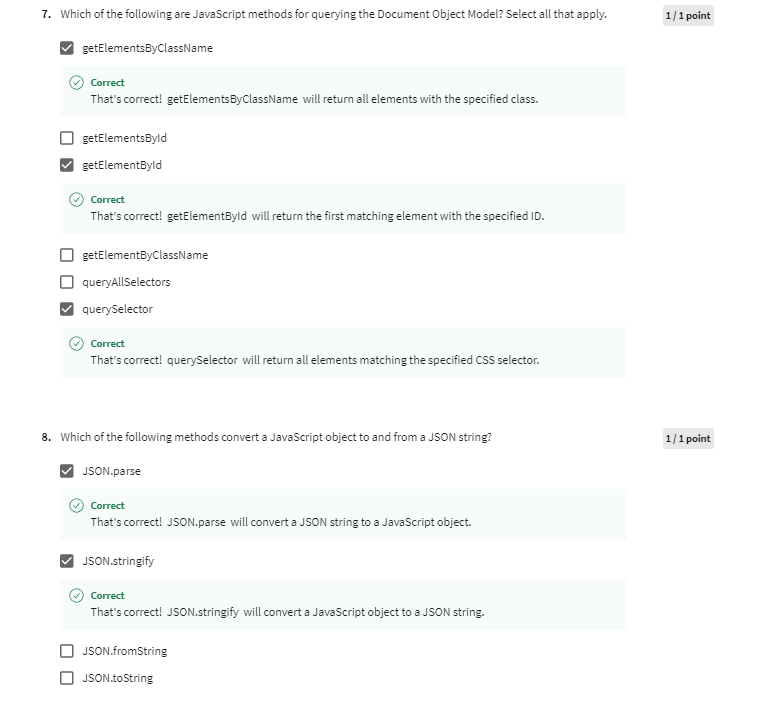 7. Which of the following are JavaScript methods for querying the Document Object Model? Select all that apply.
1 / 1 point
getElementsByClassName
Correct
That's correct! getElementsByClassName will return all elements with the specified class.
getElementsById
getElementById
Correct
That's correct! getElementById will return the first matching element with the specified ID.
getElementByClassName
queryAllSelectors
querySelector
Correct
That's correct! querySelector will return all elements matching the specified CSS selector.
8. Which of the following methods convert a JavaScript object to and from a JSON string?
1 / 1 point
JSON.parse
Correct
That's correct! JSON.parse will convert a JSON string to a JavaScript object.
JSON.stringify
Correct
That's correct! JSON.stringify will convert a JavaScript object to a JSON string.
JSON.fromString
JSON.toString